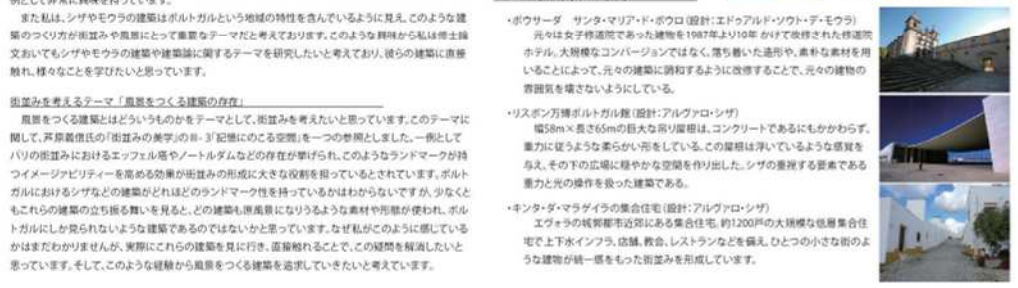 また私は、シザやモウラの建築はポルトガルという地域の特性を含んでいるように見え、このような建
築のつくり方が街並みや風景にとって重要なテーマだと考えております。このような興味から私は修士論
文おいてもシザやモウラの建築や建築論に関するテーマを研究したいと考えており、彼らの建築に直接
触れ、様々なことを学びたいと思っています。
街並みを考えるテーマ「風景をつくる建築の存在」
風景をつくる建築とはどういうものかをテーマとして、街並みを考えたいと思っています。このテーマに
関して、芦原義信氏の「街並みの美学」のⅢ-3「記憶にのこる空間」を一つの参照としました。一例として
パリの街並みにおけるエッフェル塔やノートルダムなどの存在が挙げられ、このようなランドマークが持
つイメージアビリティーを高める効果が街並みの形成に大きな役割を担っているとされています。ポルト
ガルにおけるシザなどの建築がどれほどのランドマーク性を持っているかはわからないですが、少なくと
もこれらの建築の立ち振る舞いを見ると、どの建築も原風景になりうるような素材や形態が使われ、ポル
トガルにしか見られないような建築であるのではないかと思っています。なぜ私がこのように感じている
かはまだわかりませんが、実際にこれらの建築を見に行き、直接触れることで、この疑問を解消したいと
思っています。そして、このような経験から風景をつくる建築を追求していきたいと考えています。
・ポウサーダ サンタ・マリア・ド・ボウロ (設計：エドゥアルド・ソウト・デ・モウラ)
元々は女子修道院であった建物を1987年より10年かけて改修された修道院
ホテル。大規模なコンバージョンではなく、落ち着いた造形や、素朴な素材を用
いることによって、元々の建築に調和するように改修することで、元々の建物の
雰囲気を壊さないようにしている。
・リスボン万博ポルトガル館 (設計：アルヴァロ・シザ)
幅58m×長さ65mの巨大な吊り屋根は、コンクリートであるにもかかわらず、
重力に従うような柔らかい形をしている。この屋根は浮いているような感覚を
与え、その下の広場に穏やかな空間を作り出した。シザの重視する要素である
重力と光の操作を扱った建築である。
・キンタ・ダ・マラゲイラの集合住宅 (設計：アルヴァロ・シザ)
エヴォラの城郭都市近郊にある集合住宅。約1200戸の大規模な低層集合住
宅で上下水インフラ、店舗、教会、レストランなどを備え、ひとつの小さな街のよ
うな建物が統一感をもった街並みを形成しています。